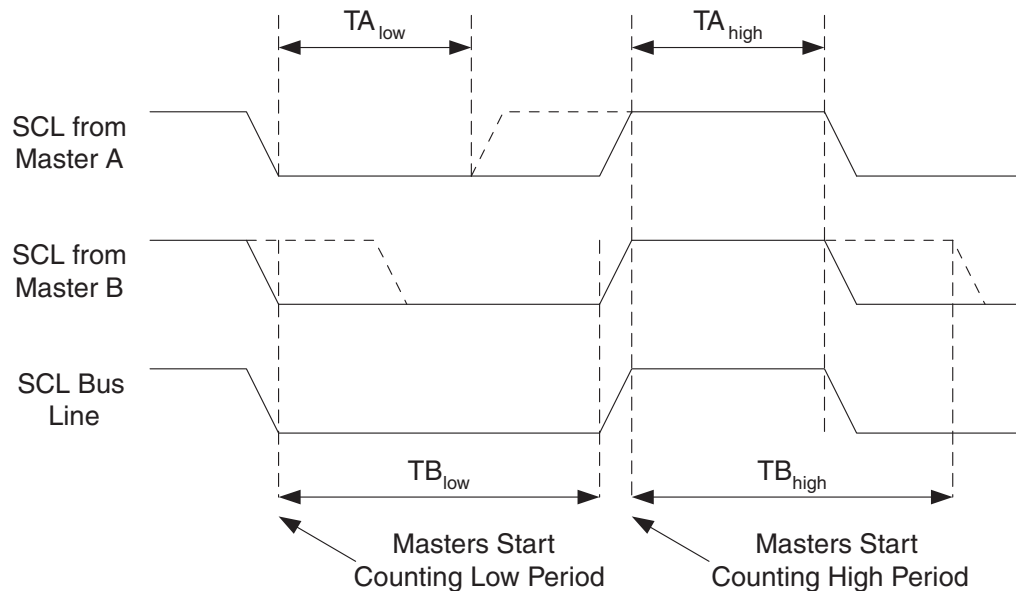 TA low
TA high
SCL from
Master A
SCL from
Master B
SCL Bus
Line
TB low
TB high
Masters Start
Counting Low Period
Masters Start
Counting High Period